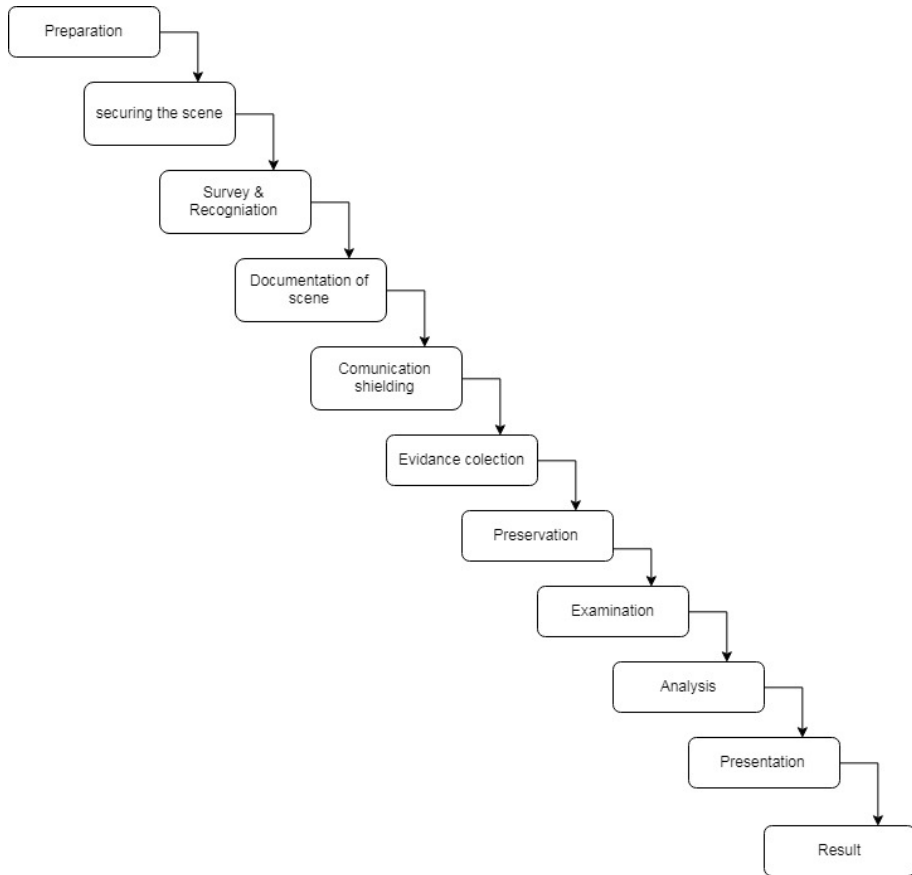 Preparation
securing the scene
Survey &
Recogniation
Documentation of
scene
Comunication
shielding
Evidance colection
Preservation
Examination
Analysis
Presentation
Result